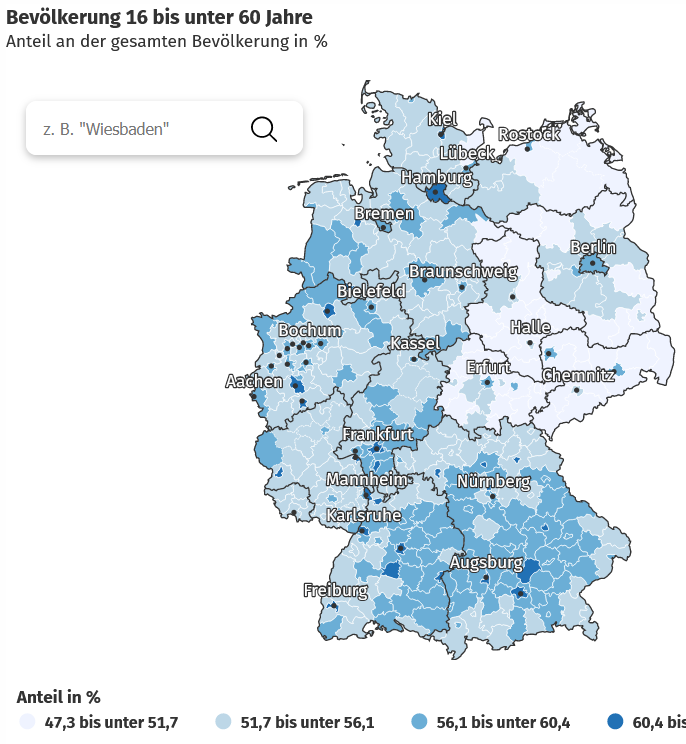 Bevölkerung 16 bis unter 60 Jahre
Anteil an der gesamten Bevölkerung in %
z. B. "Wiesbaden"
Kiel
Rostock
Lübeck
Hamburg
Bremen
Berlin
Braunschweig
Bielefeld
Halle
Bochum
Kassel
Erfurt
Chemnitz
Aachen
Frankfurt
Mannheim
Nürnberg
Karlsruhe
Augsburg
Freiburg
Anteil in %
47,3 bis unter 51,7 51,7 bis unter 56,1 56,1 bis unter 60,4 60,4 bis